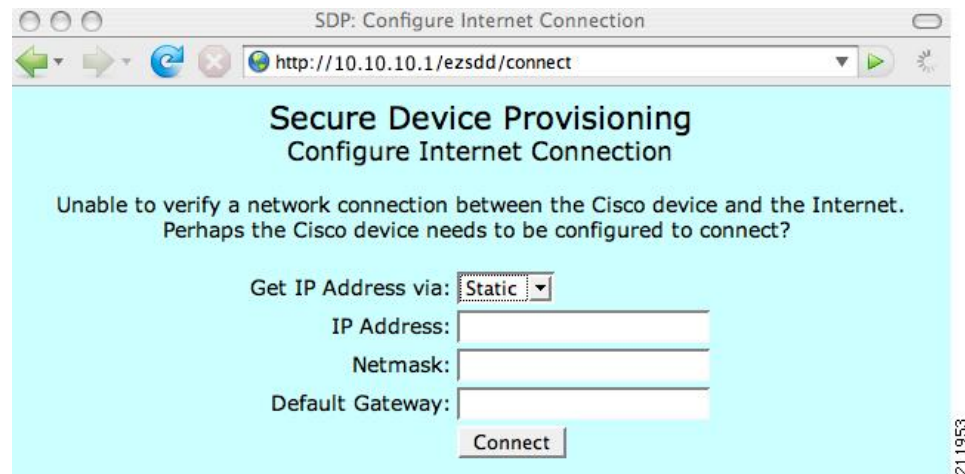 SDP: Configure Internet Connection
http://10.10.10.1/ezsdd/connect
Secure Device Provisioning
Configure Internet Connection
Unable to verify a network connection between the Cisco device and the Internet.
Perhaps the Cisco device needs to be configured to connect?
Get IP Address via: Static
IP Address:
Netmask:
Default Gateway:
Connect
211953